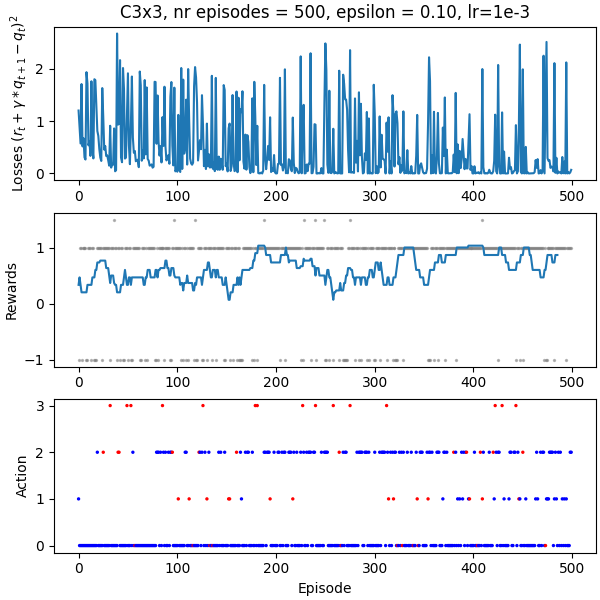 C3x3, nr episodes = 500, epsilon = 0.10, lr=1e-3
Losses (r_t + γ * q_{t+1} − q_t)^2
2
1
0
0 100 200 300 400 500
Rewards
1
0
−1
0 100 200 300 400 500
Action
3
2
1
0
0 100 200 300 400 500
Episode